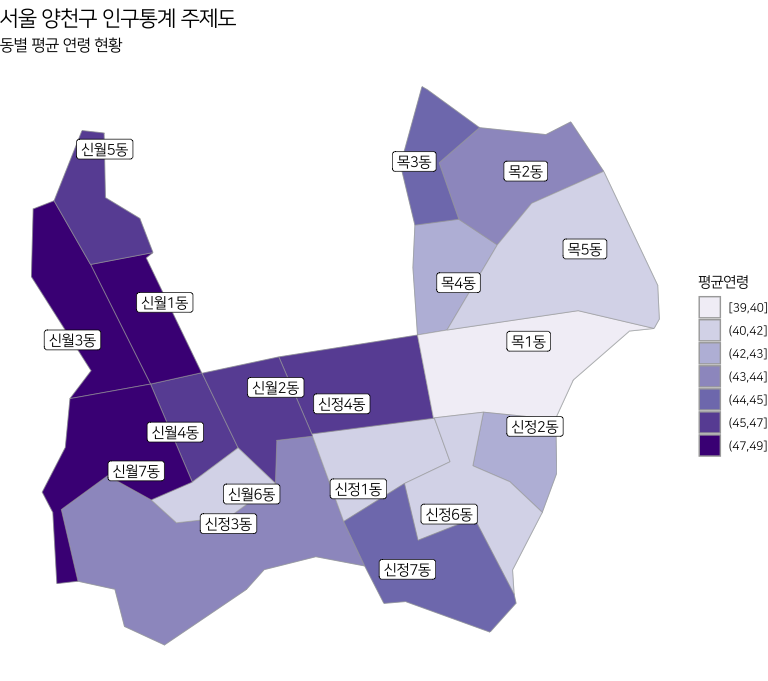 서울 양천구 인구통계 주제도
동별 평균 연령 현황
신월5동
목3동
목2동
목5동
목4동
신월1동
신월3동
목1동
신월2동
신정4동
신월4동
신정2동
신월7동
신월6동
신정1동
신정3동
신정6동
신정7동
평균연령
[39,40]
(40,42]
(42,43]
(43,44]
(44,45]
(45,47]
(47,49]